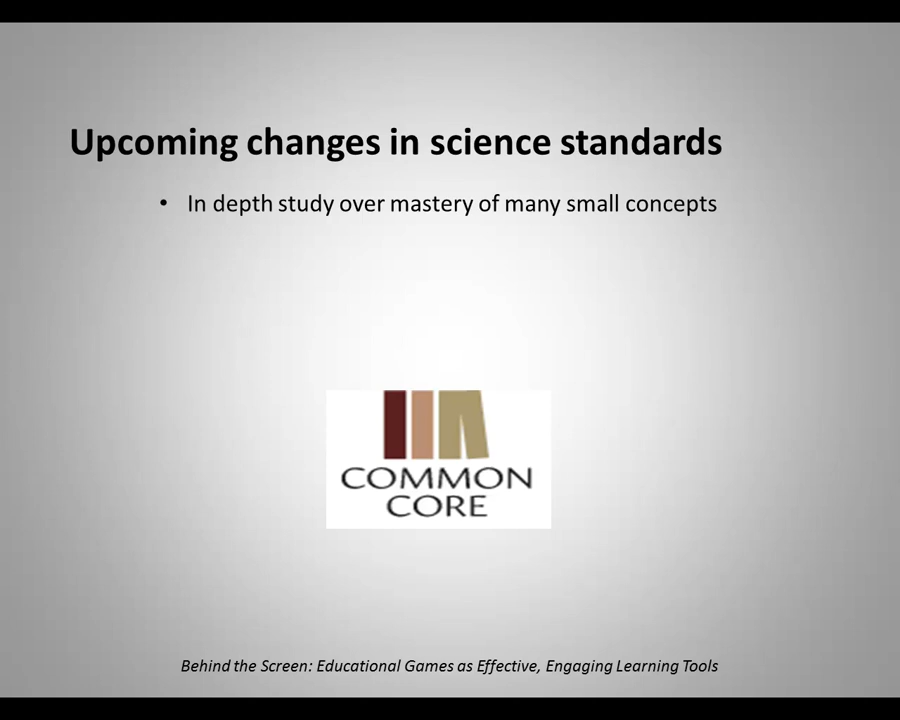 Upcoming changes in science standards
• In depth study over mastery of many small concepts
COMMON
CORE
Behind the Screen: Educational Games as Effective, Engaging Learning Tools